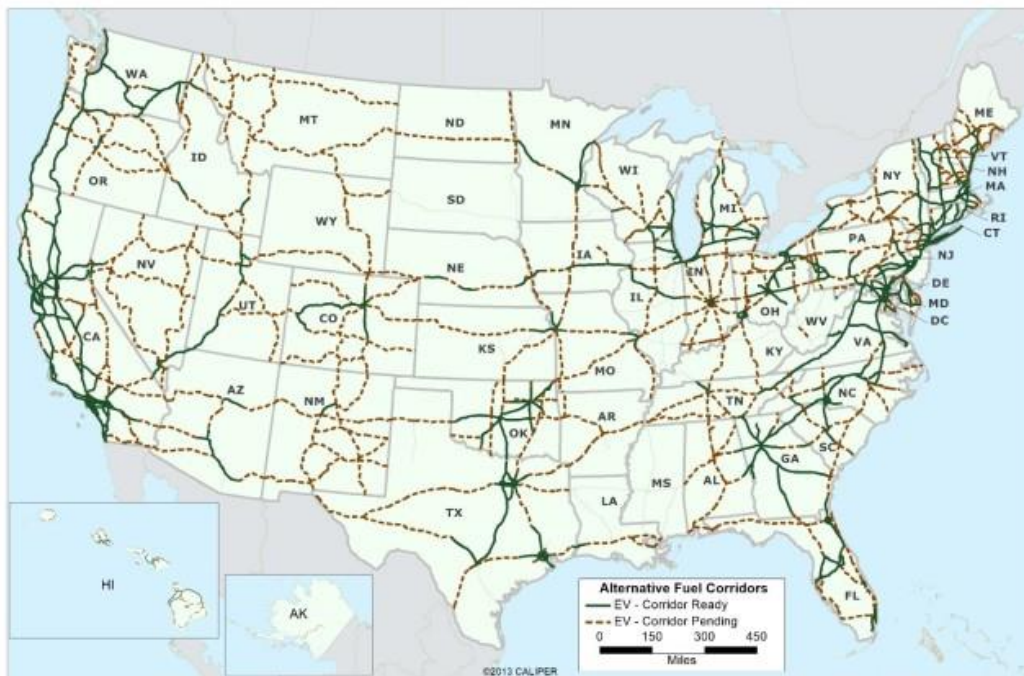 WA
ME
MT
ND
MN
VT
NH
OR
ID
WI
NY
MA
SD
MI
RI
WY
CT
IA
PA
NV
NE
NJ
IN
DE
IL
OH
UT
MD
CO
WV
DC
CA
KS
VA
MO
KY
AZ
NM
TN
NC
AR
OK
SC
GA
MS
AL
LA
TX
HI
AK
FL
Alternative Fuel Corridors
EV - Corridor Ready
EV - Corridor Pending
0 150 300 450
Miles
©2013 CALIPER